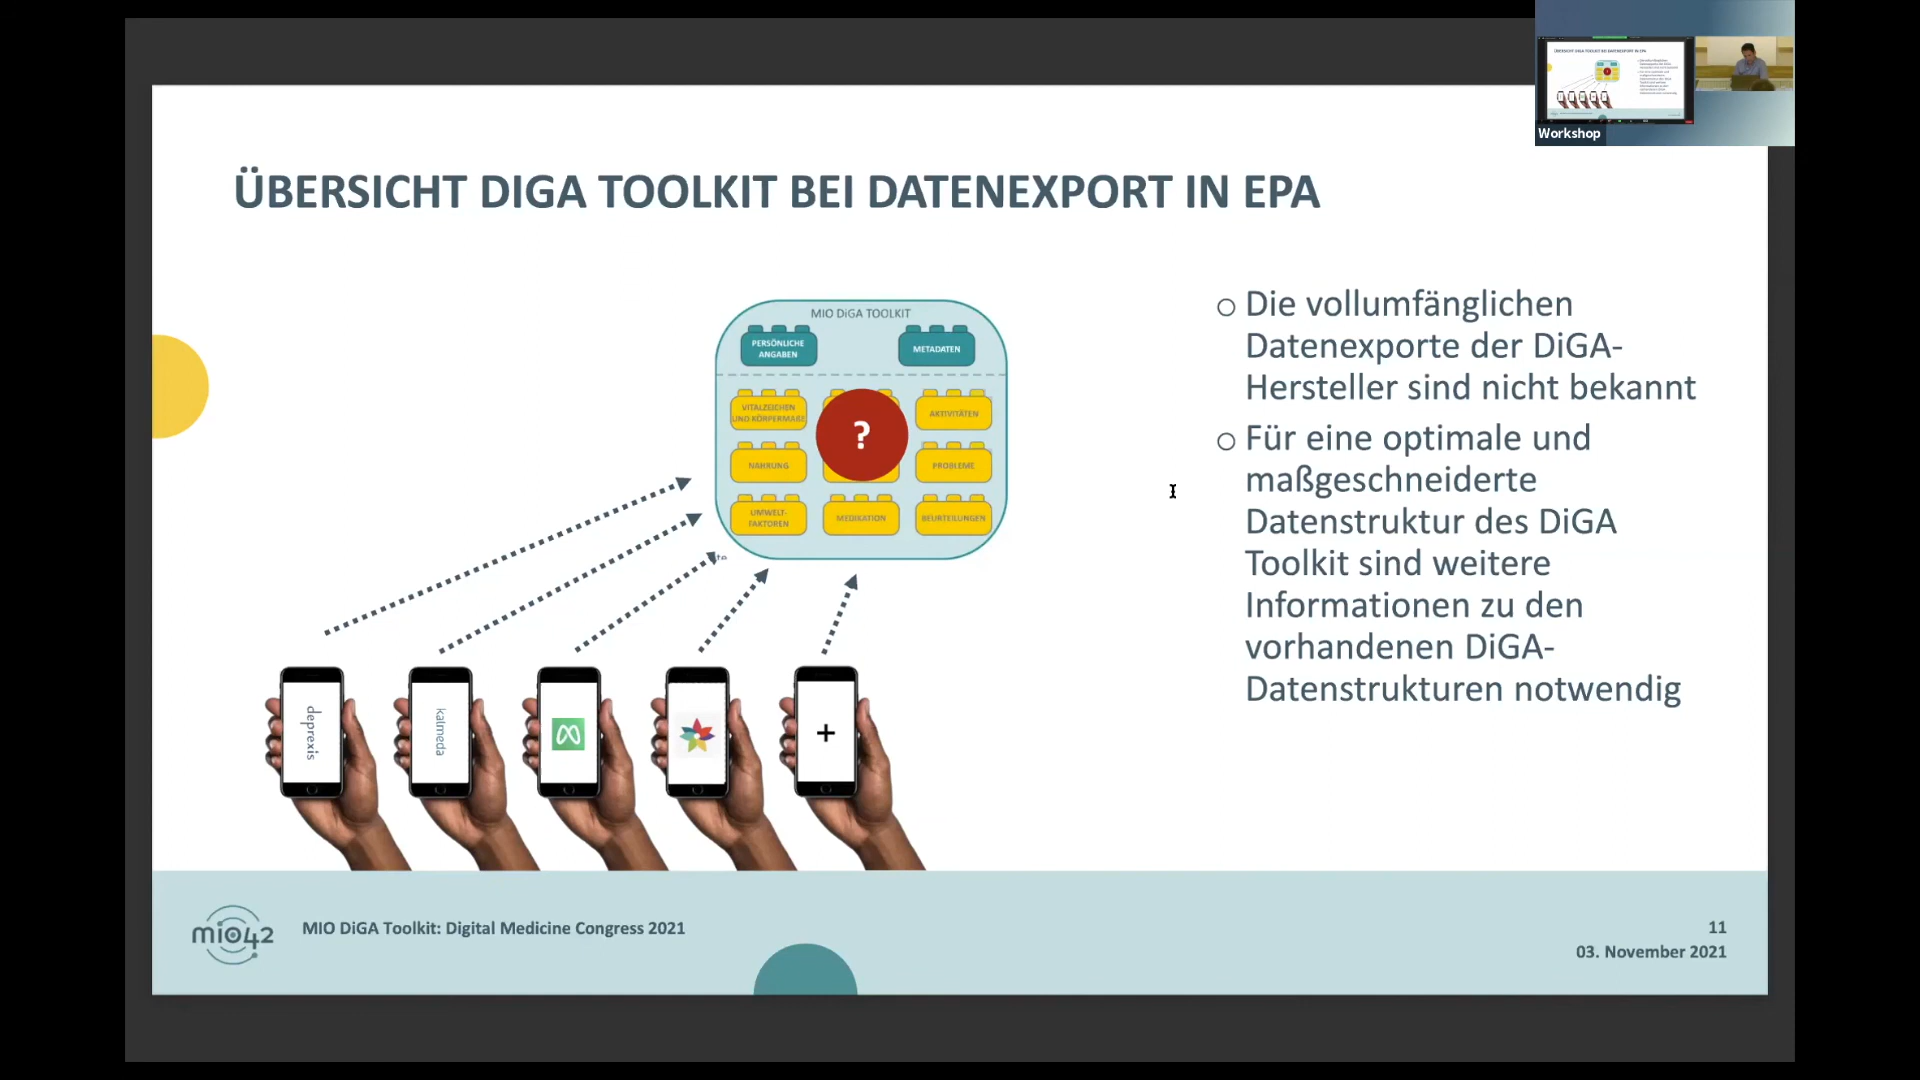 Workshop
ÜBERSICHT DIGA TOOLKIT BEI DATENEXPORT IN EPA
MIO DiGA TOOLKIT
PERSÖNLICHE
ANGABEN
METADATEN
VITALZEICHEN
UND KÖRPERMAßE
?
AKTIVITÄTEN
NAHRUNG
PROBLEME
UMWELT-
FAKTOREN
MEDIKATION
BEURTEILUNGEN
deprexis
kalmeda
+
○ Die vollumfänglichen
Datenexporte der DiGA-
Hersteller sind nicht bekannt
○ Für eine optimale und
maßgeschneiderte
Datenstruktur des DiGA
Toolkit sind weitere
Informationen zu den
vorhandenen DiGA-
Datenstrukturen notwendig
mio42
MIO DiGA Toolkit: Digital Medicine Congress 2021
11
03. November 2021